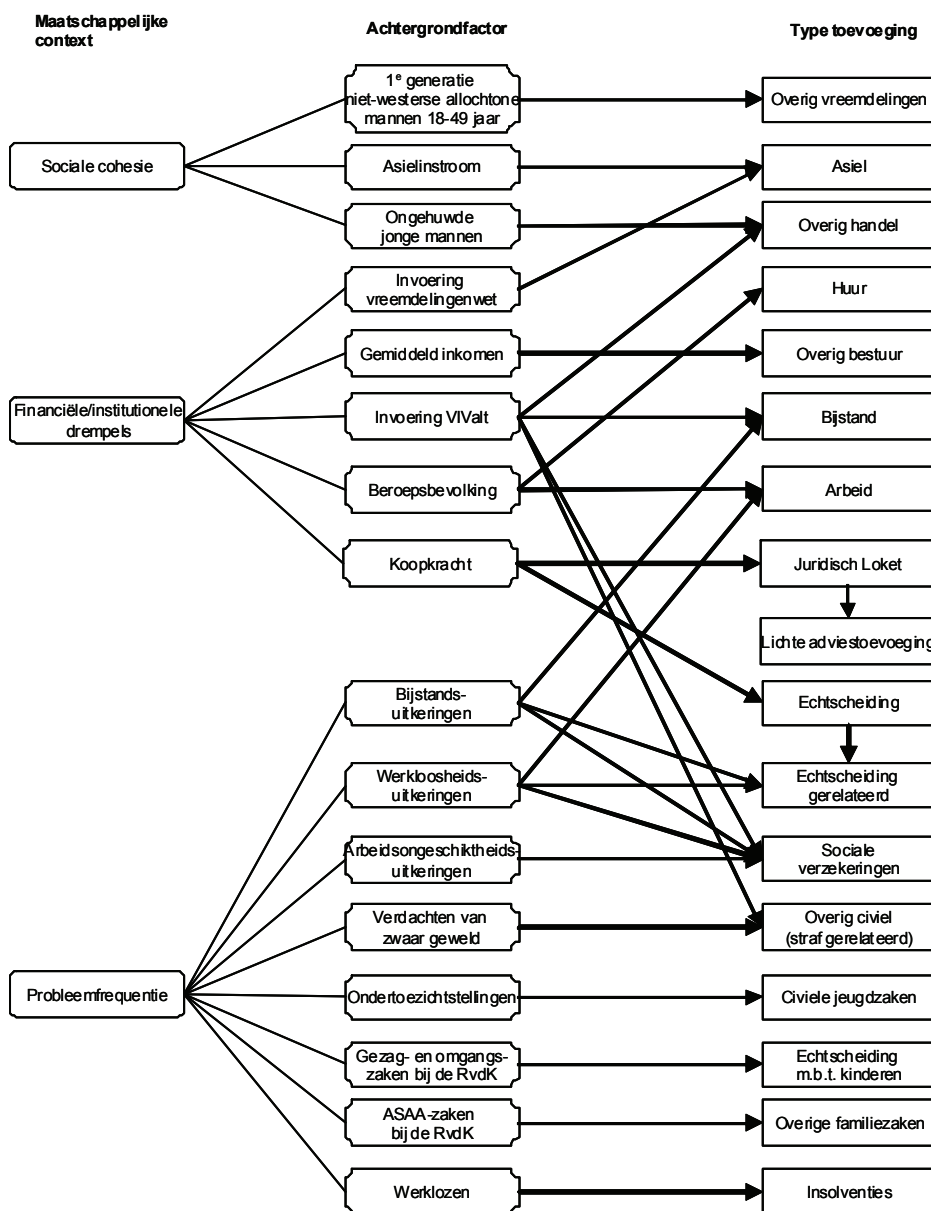 Maatschappelijke
context
Achtergrondfactor
Type toevoeging
1e generatie
niet-westerse allochtone
mannen 18-49 jaar
Overig vreemdelingen
Sociale cohesie
Asielinstroom
Asiel
Ongehuwde
jonge mannen
Overig handel
Invoering
vreemdelingenwet
Huur
Gemiddeld inkomen
Overig bestuur
Financiële/institutionele
drempels
Invoering VIValt
Bijstand
Beroepsbevolking
Arbeid
Koopkracht
Juridisch Loket
Lichte adviestoevoeging
Bijstands-
uitkeringen
Echtscheiding
Werkloosheids-
uitkeringen
Echtscheiding
gerelateerd
Arbeidsongeschiktheids-
uitkeringen
Sociale
verzekeringen
Verdachten van
zwaar geweld
Overig civiel
(straf gerelateerd)
Probleemfrequentie
Ondertoezichtstellingen
Civiele jeugdzaken
Gezag- en omgangs-
zaken bij de RvdK
Echtscheiding
m.b.t. kinderen
ASAA-zaken
bij de RvdK
Overige familiezaken
Werklozen
Insolventies